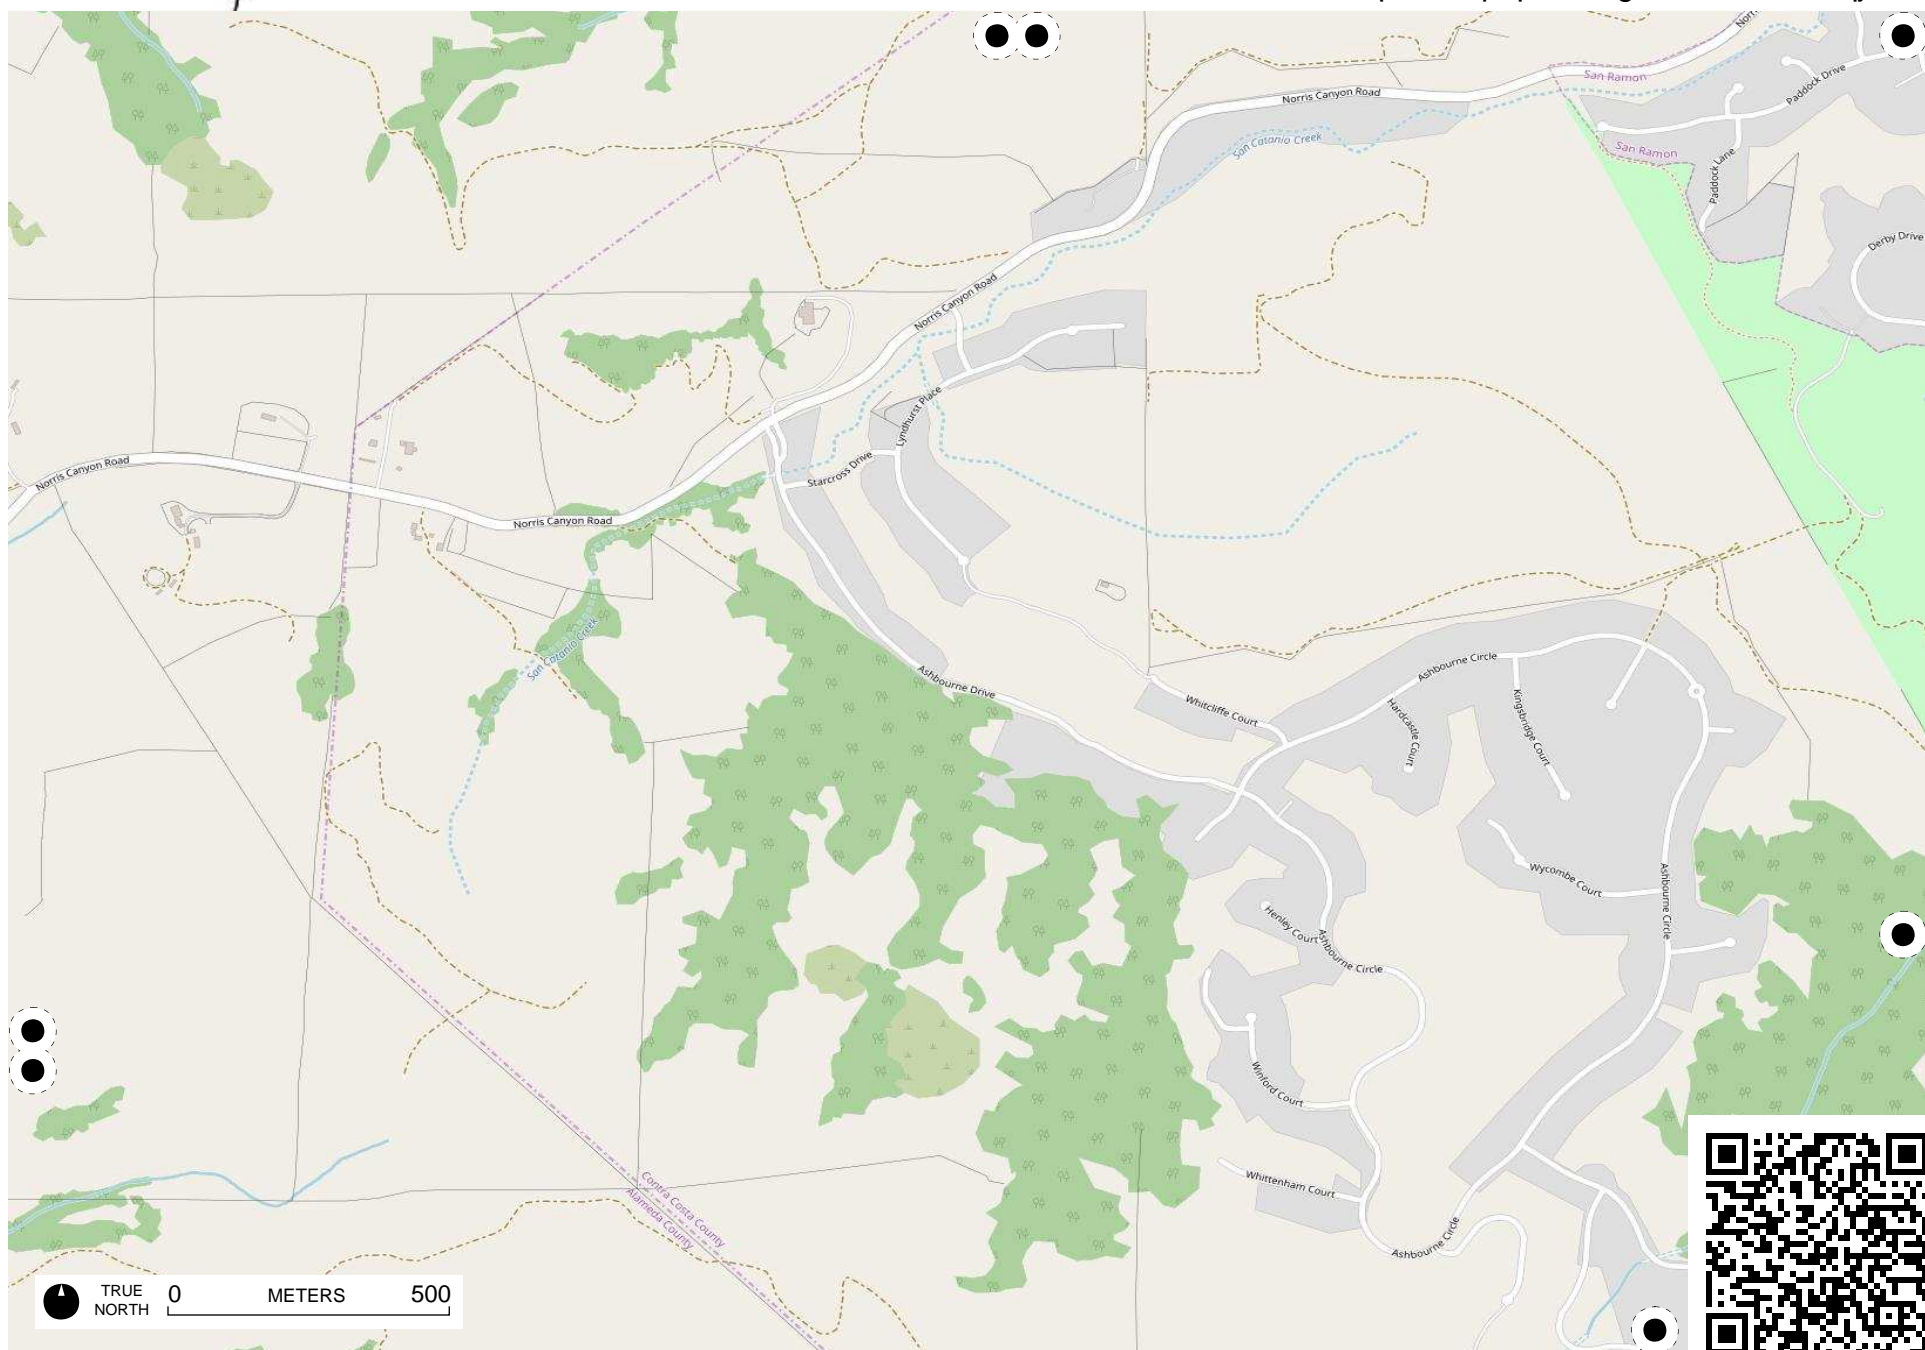 San Ramon
Paddock Drive
Norris Canyon Road
San Catanio Creek
San Ramon
Paddock Lane
Derby Drive
Norris Canyon Road
Lyndhurst Place
Norris Canyon Road
Starcross Drive
Norris Canyon Road
San Catanio Creek
Ashbourne Drive
Ashbourne Circle
Whitcliffe Court
Hardcastle Court
Kingsbridge Court
Wycombe Court
Ashbourne Circle
Henley Court
Ashbourne Circle
Winford Court
Whittenham Court
Contra Costa County
Alameda County
Ashbourne Circle
TRUE
NORTH
0 METERS 500